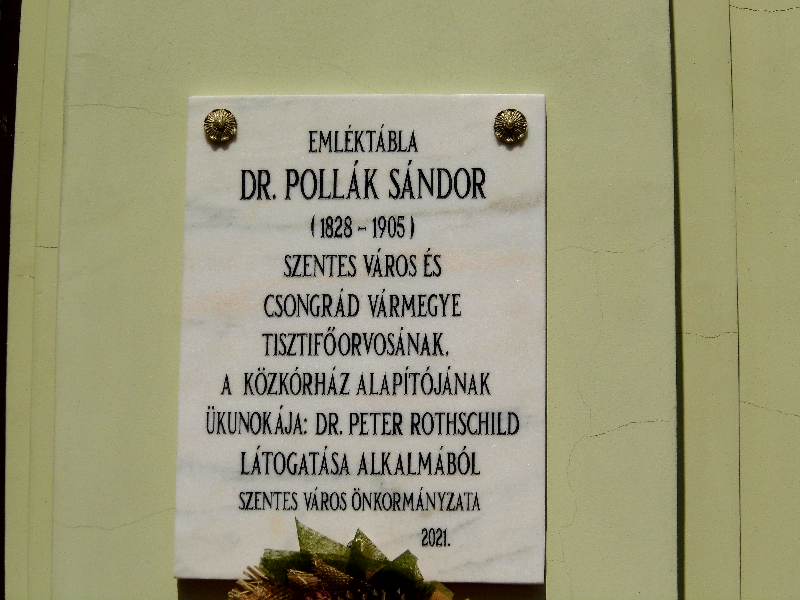 EMLÉKTÁBLA
DR. POLLÁK SÁNDOR
(1828 - 1905)
SZENTES VÁROS ÉS
CSONGRÁD VÁRMEGYE
TISZTIFŐORVOSÁNAK,
A KÖZKÓRHÁZ ALAPÍTÓJÁNAK
ÜKUNOKÁJA: DR. PETER ROTHSCHILD
LÁTOGATÁSA ALKALMÁBÓL
SZENTES VÁROS ÖNKORMÁNYZATA
2021.